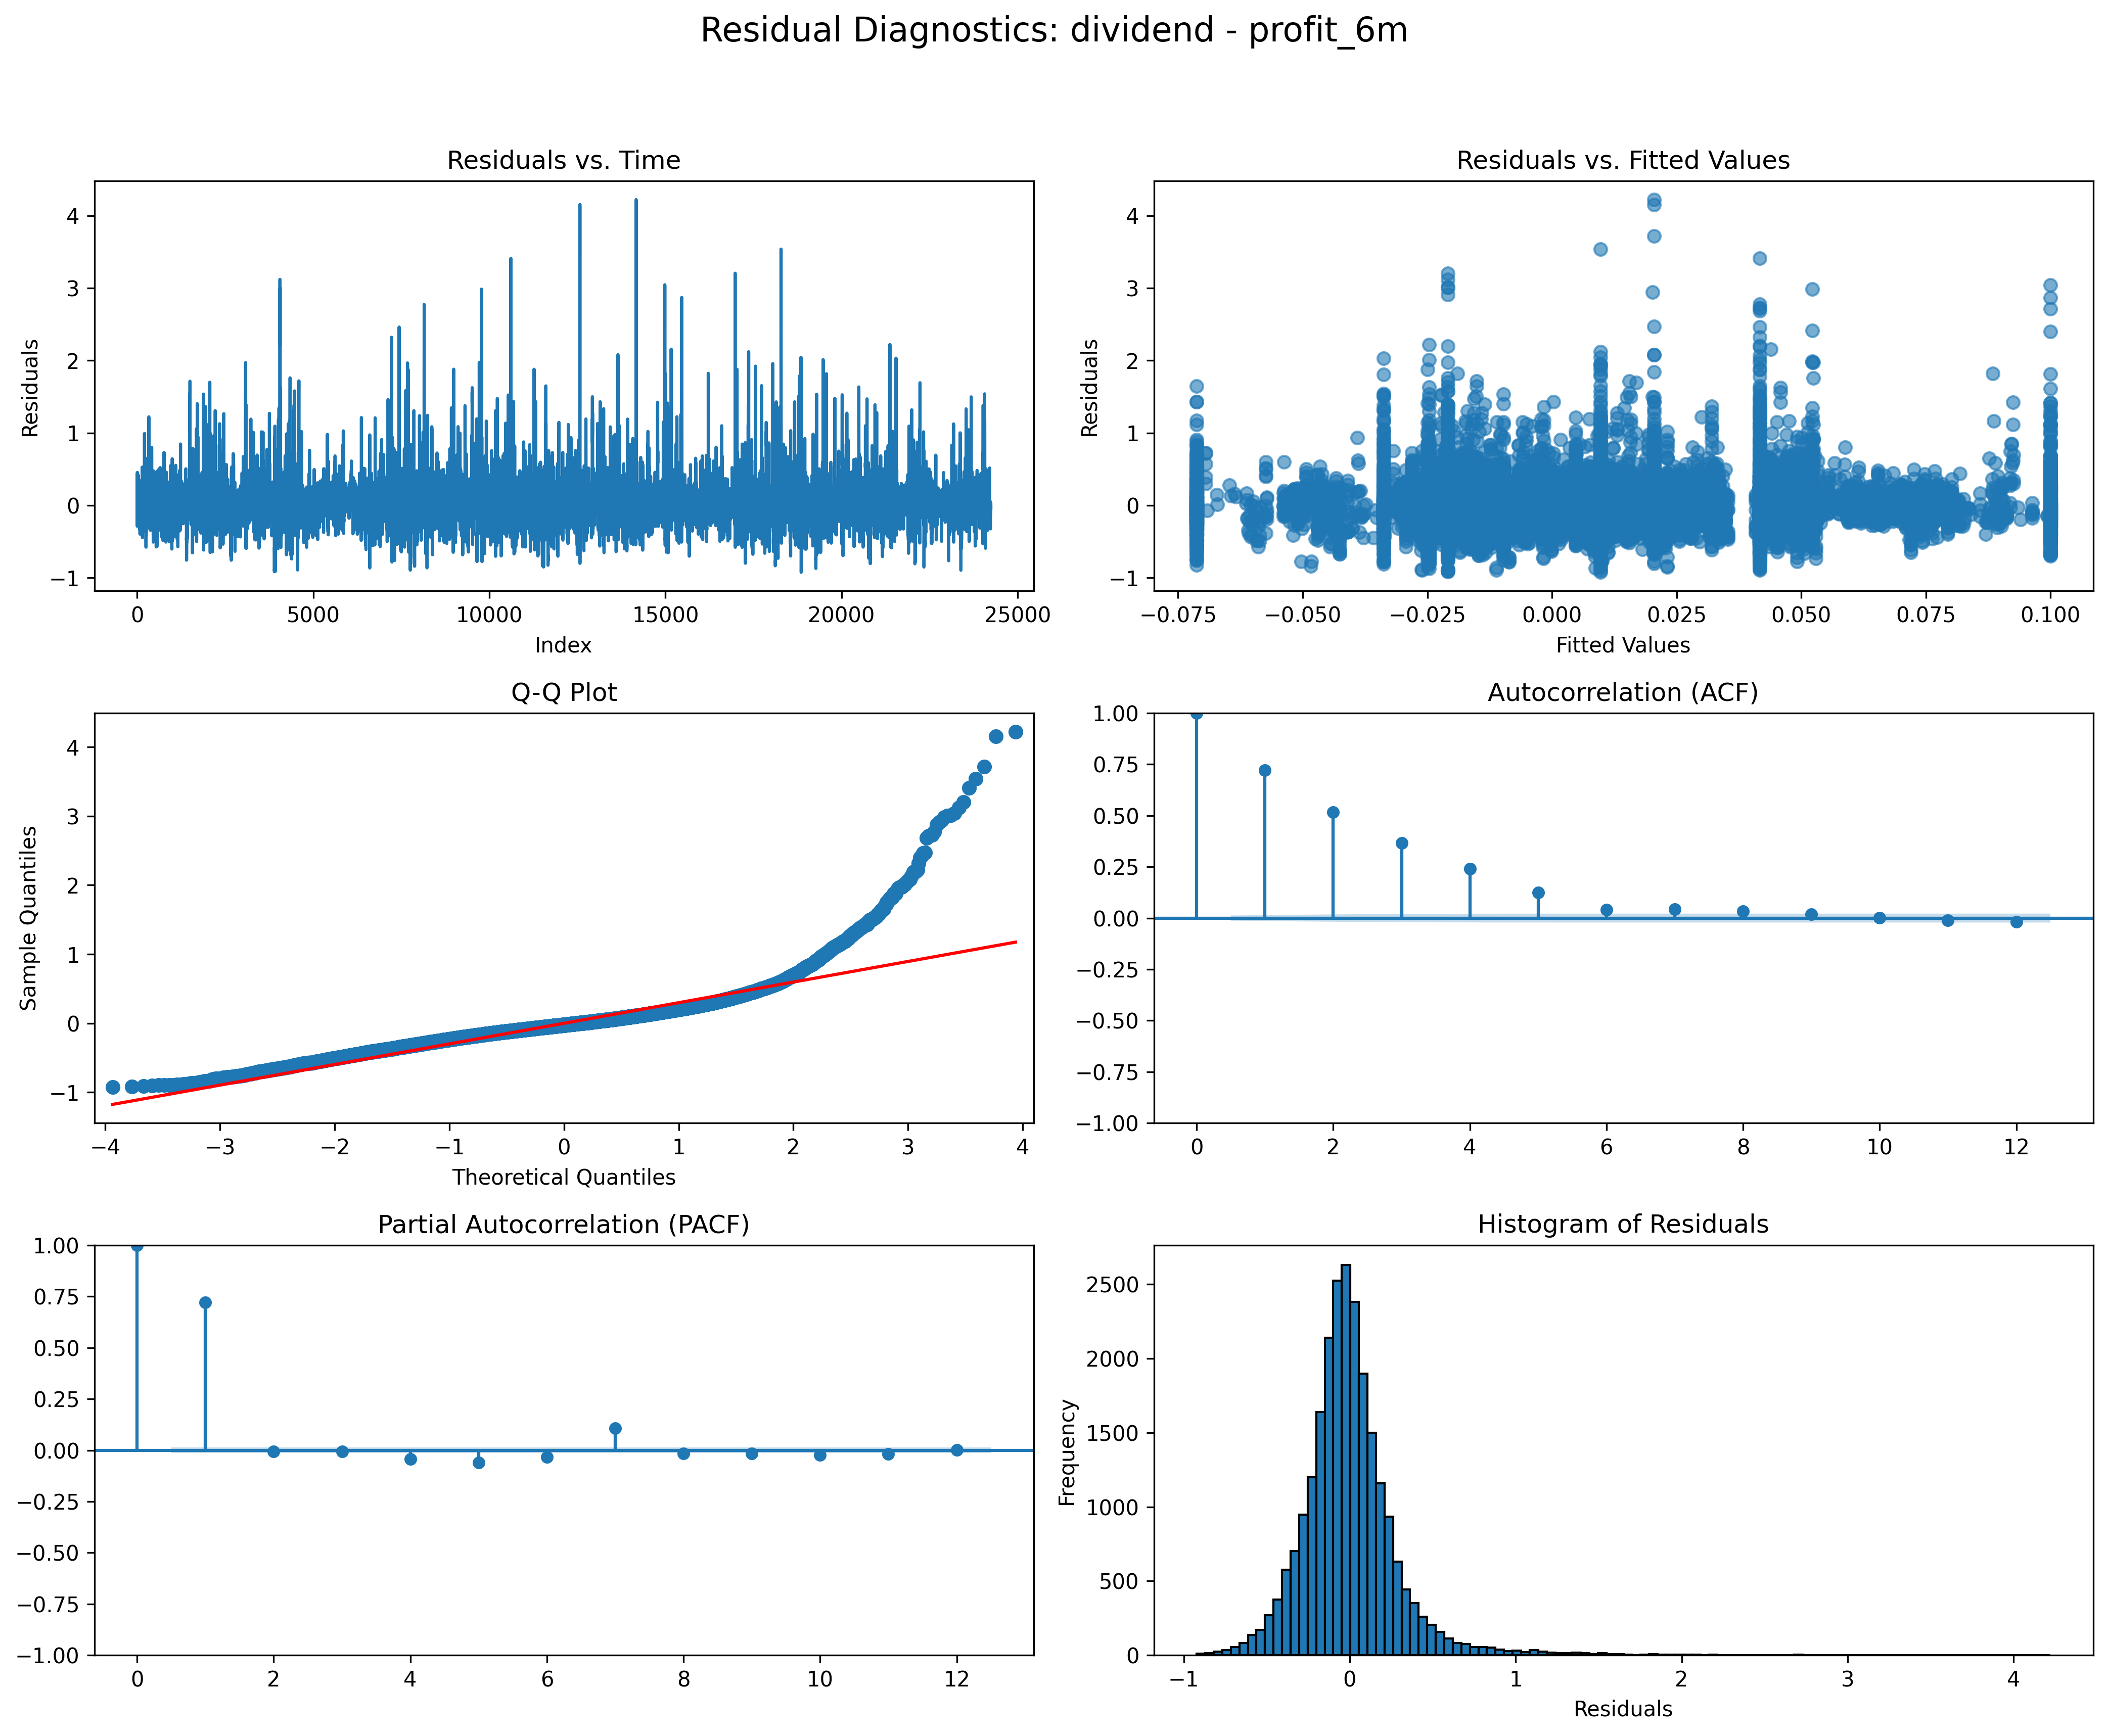 Residual Diagnostics: dividend - profit_6m
Residuals vs. Time
Residuals
4
3
2
1
0
−1
0 5000 10000 15000 20000 25000
Index
Residuals vs. Fitted Values
Residuals
4
3
2
1
0
−1
−0.075 −0.050 −0.025 0.000 0.025 0.050 0.075 0.100
Fitted Values
Q-Q Plot
Sample Quantiles
4
3
2
1
0
−1
−4 −3 −2 −1 0 1 2 3 4
Theoretical Quantiles
Autocorrelation (ACF)
1.00
0.75
0.50
0.25
0.00
−0.25
−0.50
−0.75
−1.00
0 2 4 6 8 10 12
Partial Autocorrelation (PACF)
1.00
0.75
0.50
0.25
0.00
−0.25
−0.50
−0.75
−1.00
0 2 4 6 8 10 12
Histogram of Residuals
Frequency
2500
2000
1500
1000
500
0
−1 0 1 2 3 4
Residuals